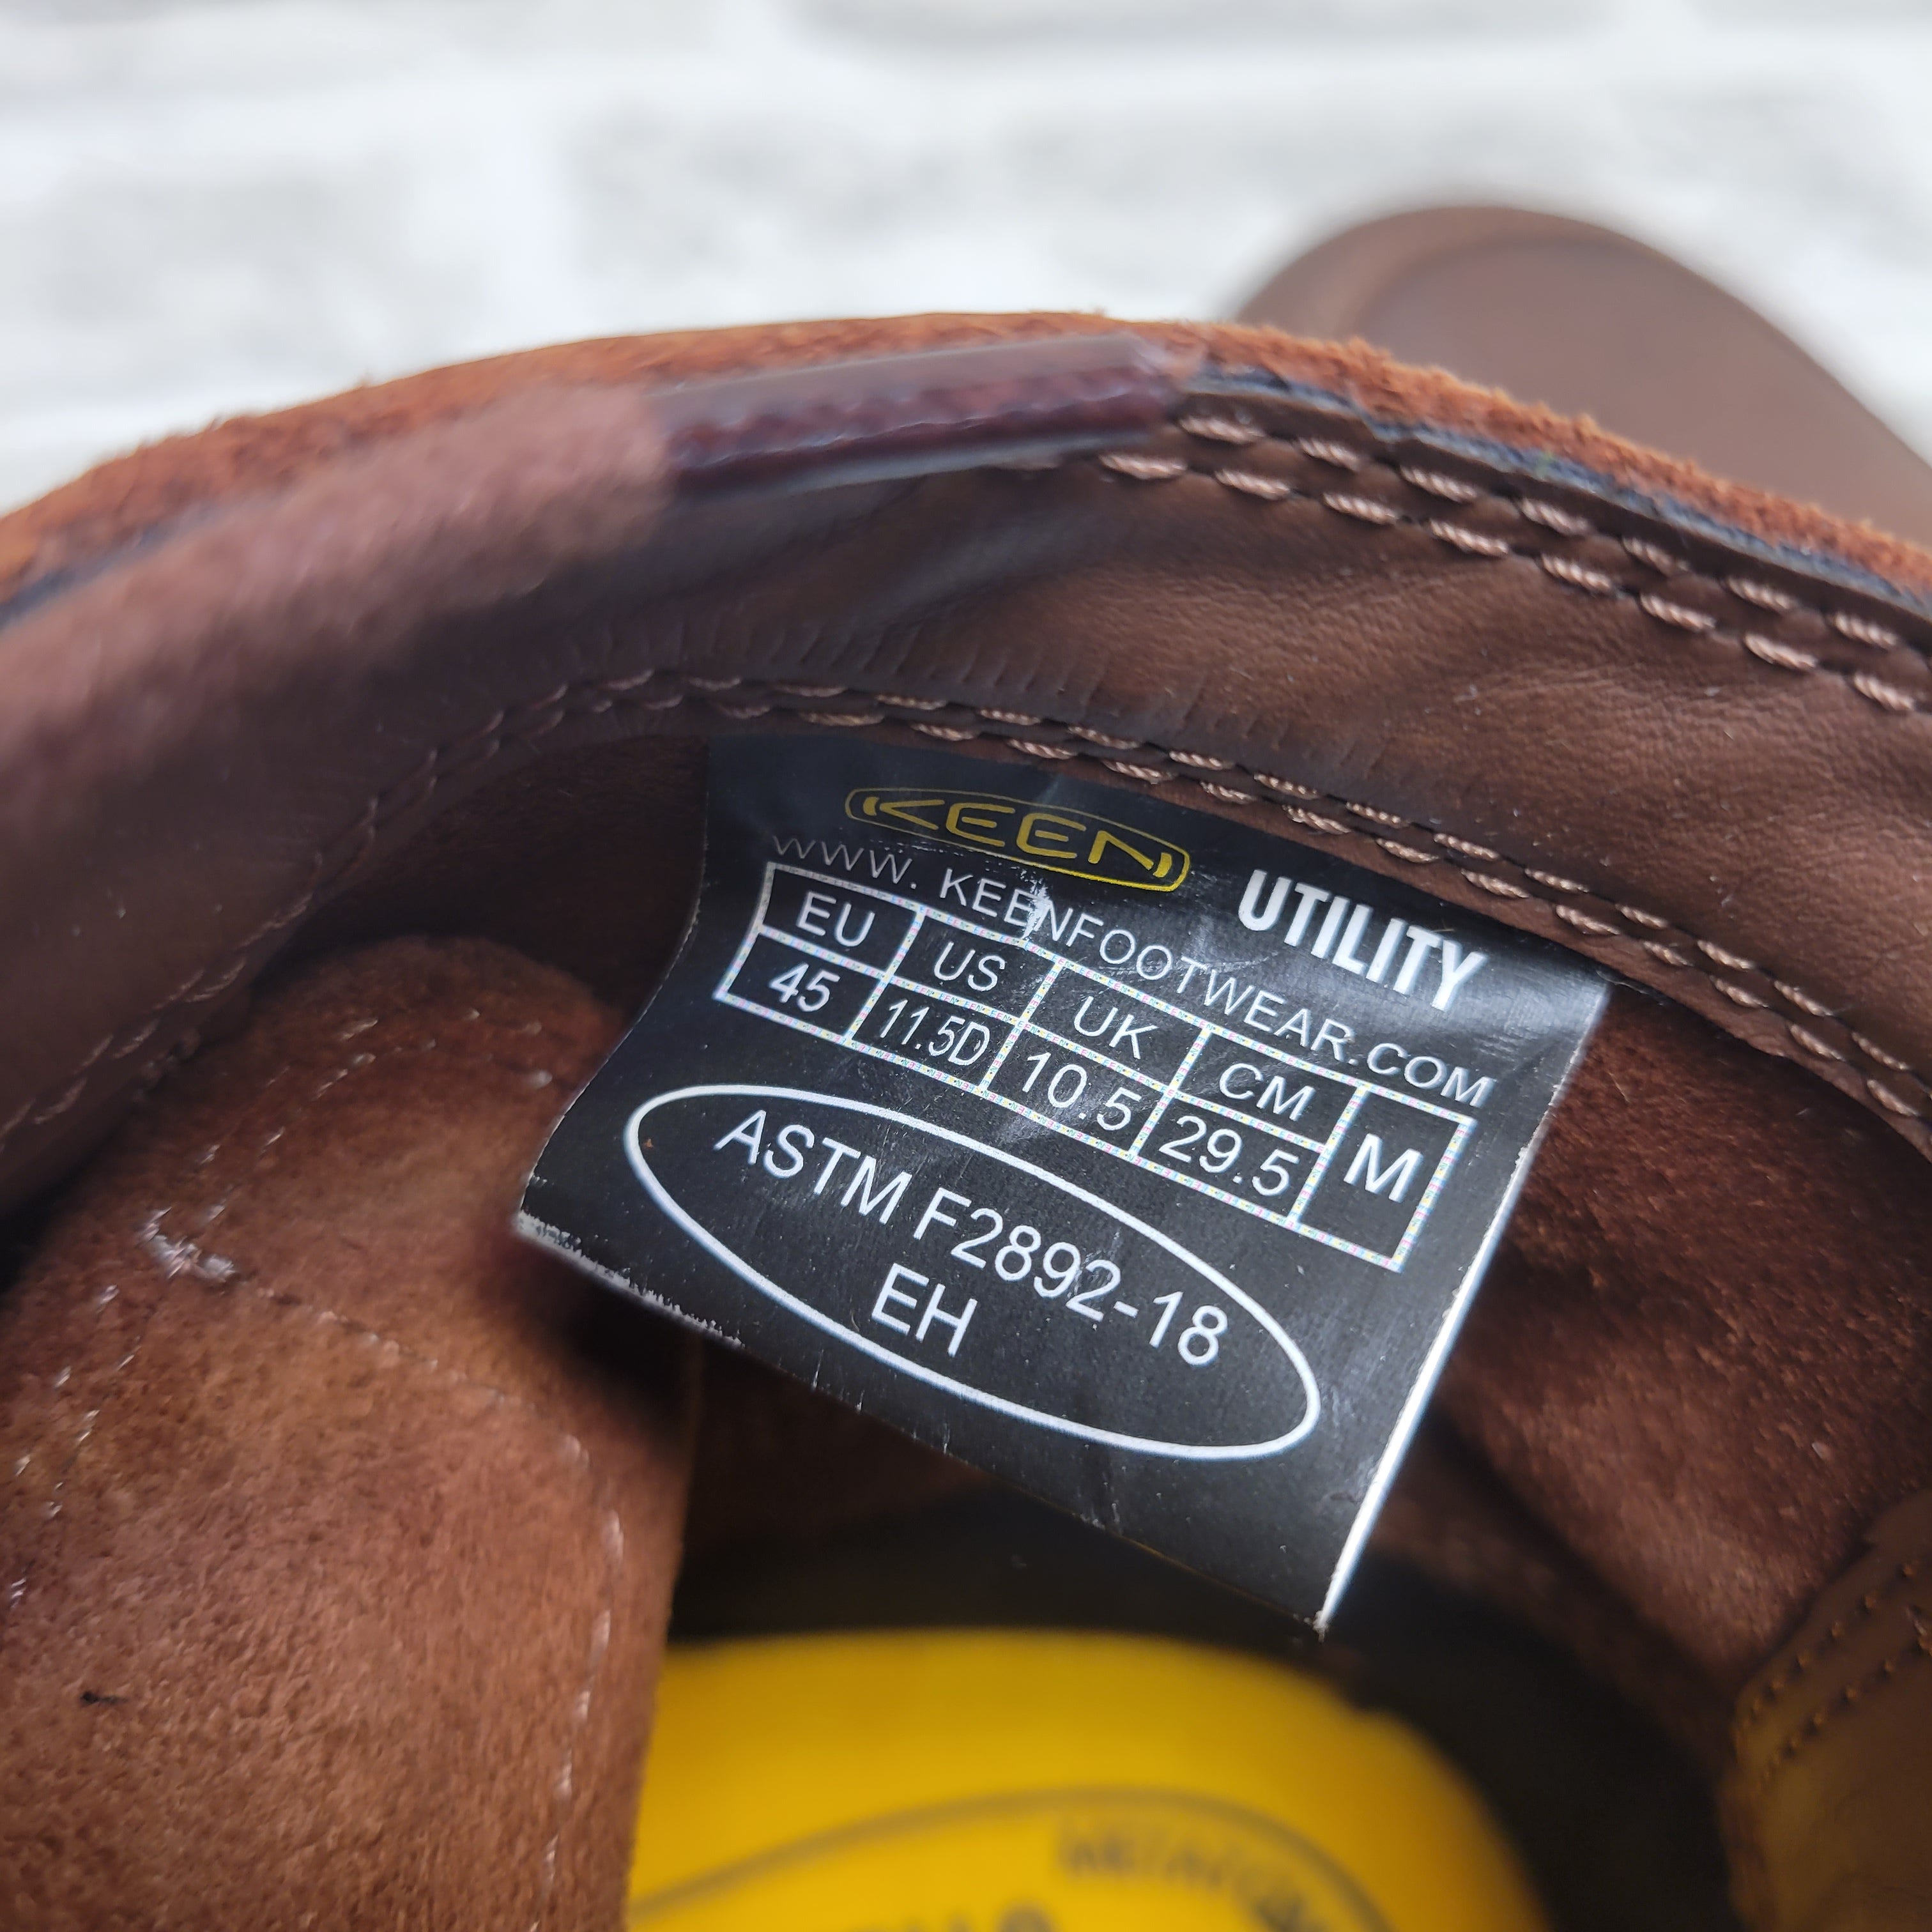 KEEN UTILITY
WWW. KEENFOOTWEAR.COM
EU US UK CM M
45 11.5D 10.5 29.5
ASTM F2892-18
EH